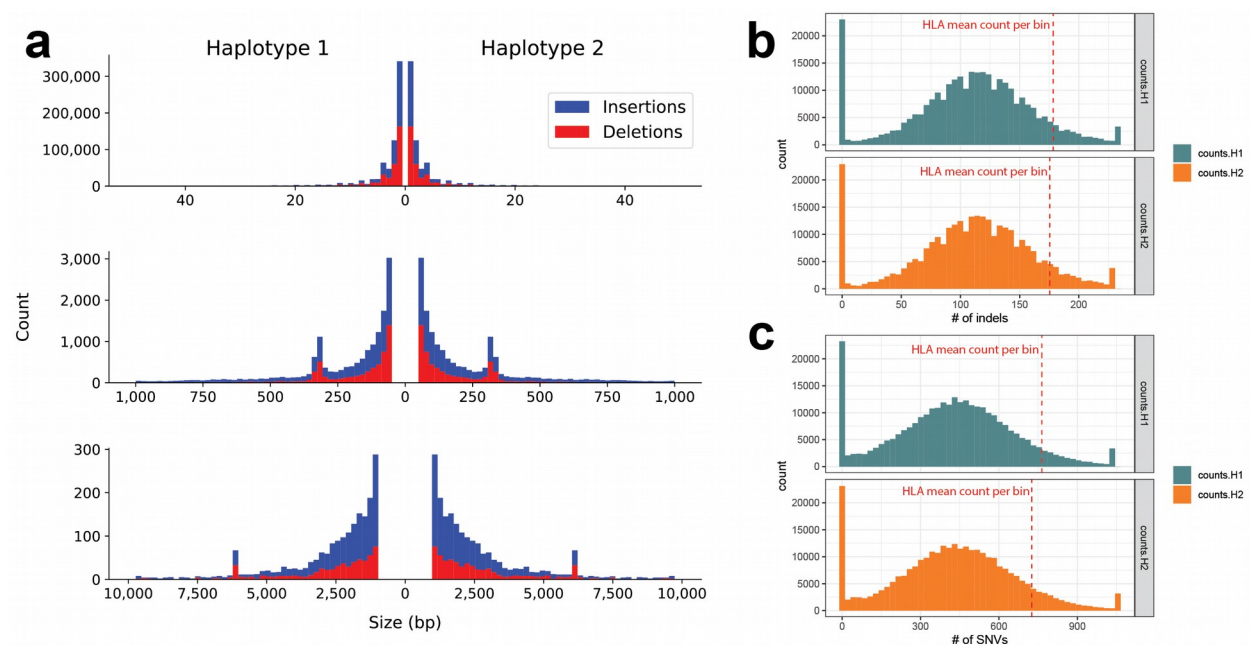 a
Haplotype 1
Haplotype 2
300,000
200,000
100,000
0
Insertions
Deletions
40 20 0 20 40
Count
3,000
2,000
1,000
0
1,000 750 500 250 0 250 500 750 1,000
300
200
100
0
10,000 7,500 5,000 2,500 0 2,500 5,000 7,500 10,000
Size (bp)
b
HLA mean count per bin
20000
15000
10000
5000
0
counts.H1
count
HLA mean count per bin
20000
15000
10000
5000
0
counts.H2
0 50 100 150 200
# of indels
counts.H1
counts.H2
c
HLA mean count per bin
20000
15000
10000
5000
0
counts.H1
count
HLA mean count per bin
20000
15000
10000
5000
0
counts.H2
0 300 600 900
# of SNVs
counts.H1
counts.H2